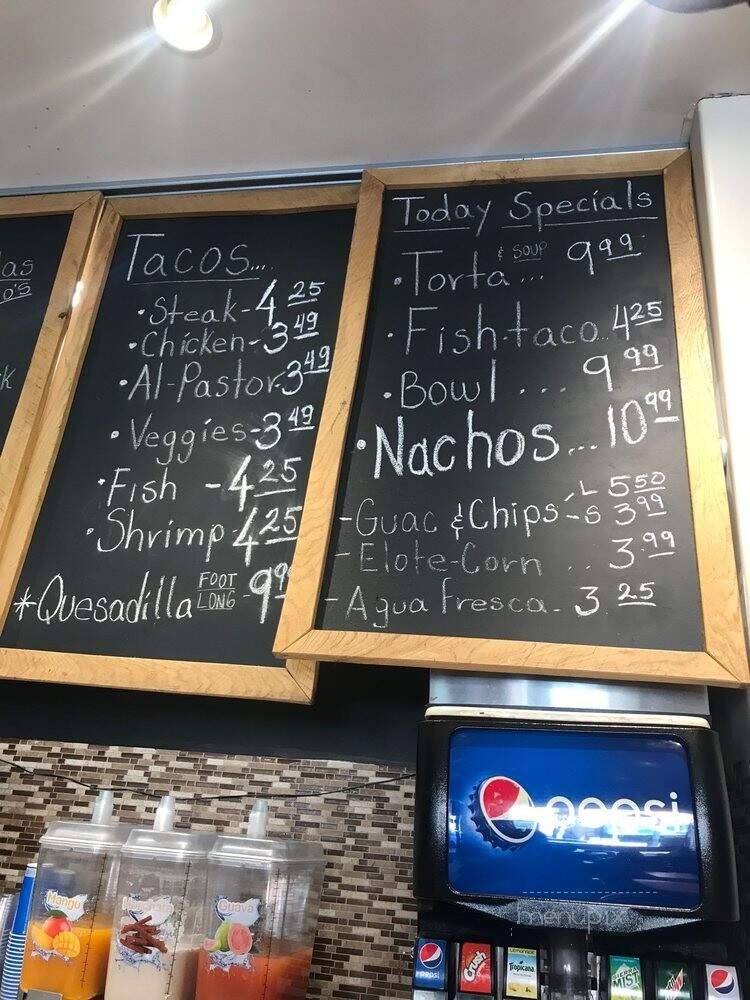 las
o's
k
Tacos...
• Steak - 4 25
• Chicken - 3 49
• Al-Pastor 3 49
• Veggies - 3 49
• Fish - 4 25
• Shrimp - 4 25
* Quesadilla FOOT LONG - 9 99
Today Specials
• Torta & SOUP ... 9 99
• Fish-taco.. 4 25
• Bowl ... 9 99
• Nachos... 10 99
- Guac & Chips - L 5 50
- S 3 99
- Elote-Corn .. 3.99
- Agua fresca - 3.25
pepsi
menupix
Mango
Guava
pepsi
Crush
LEMONADE
Tropicana
SIERRA
MIST